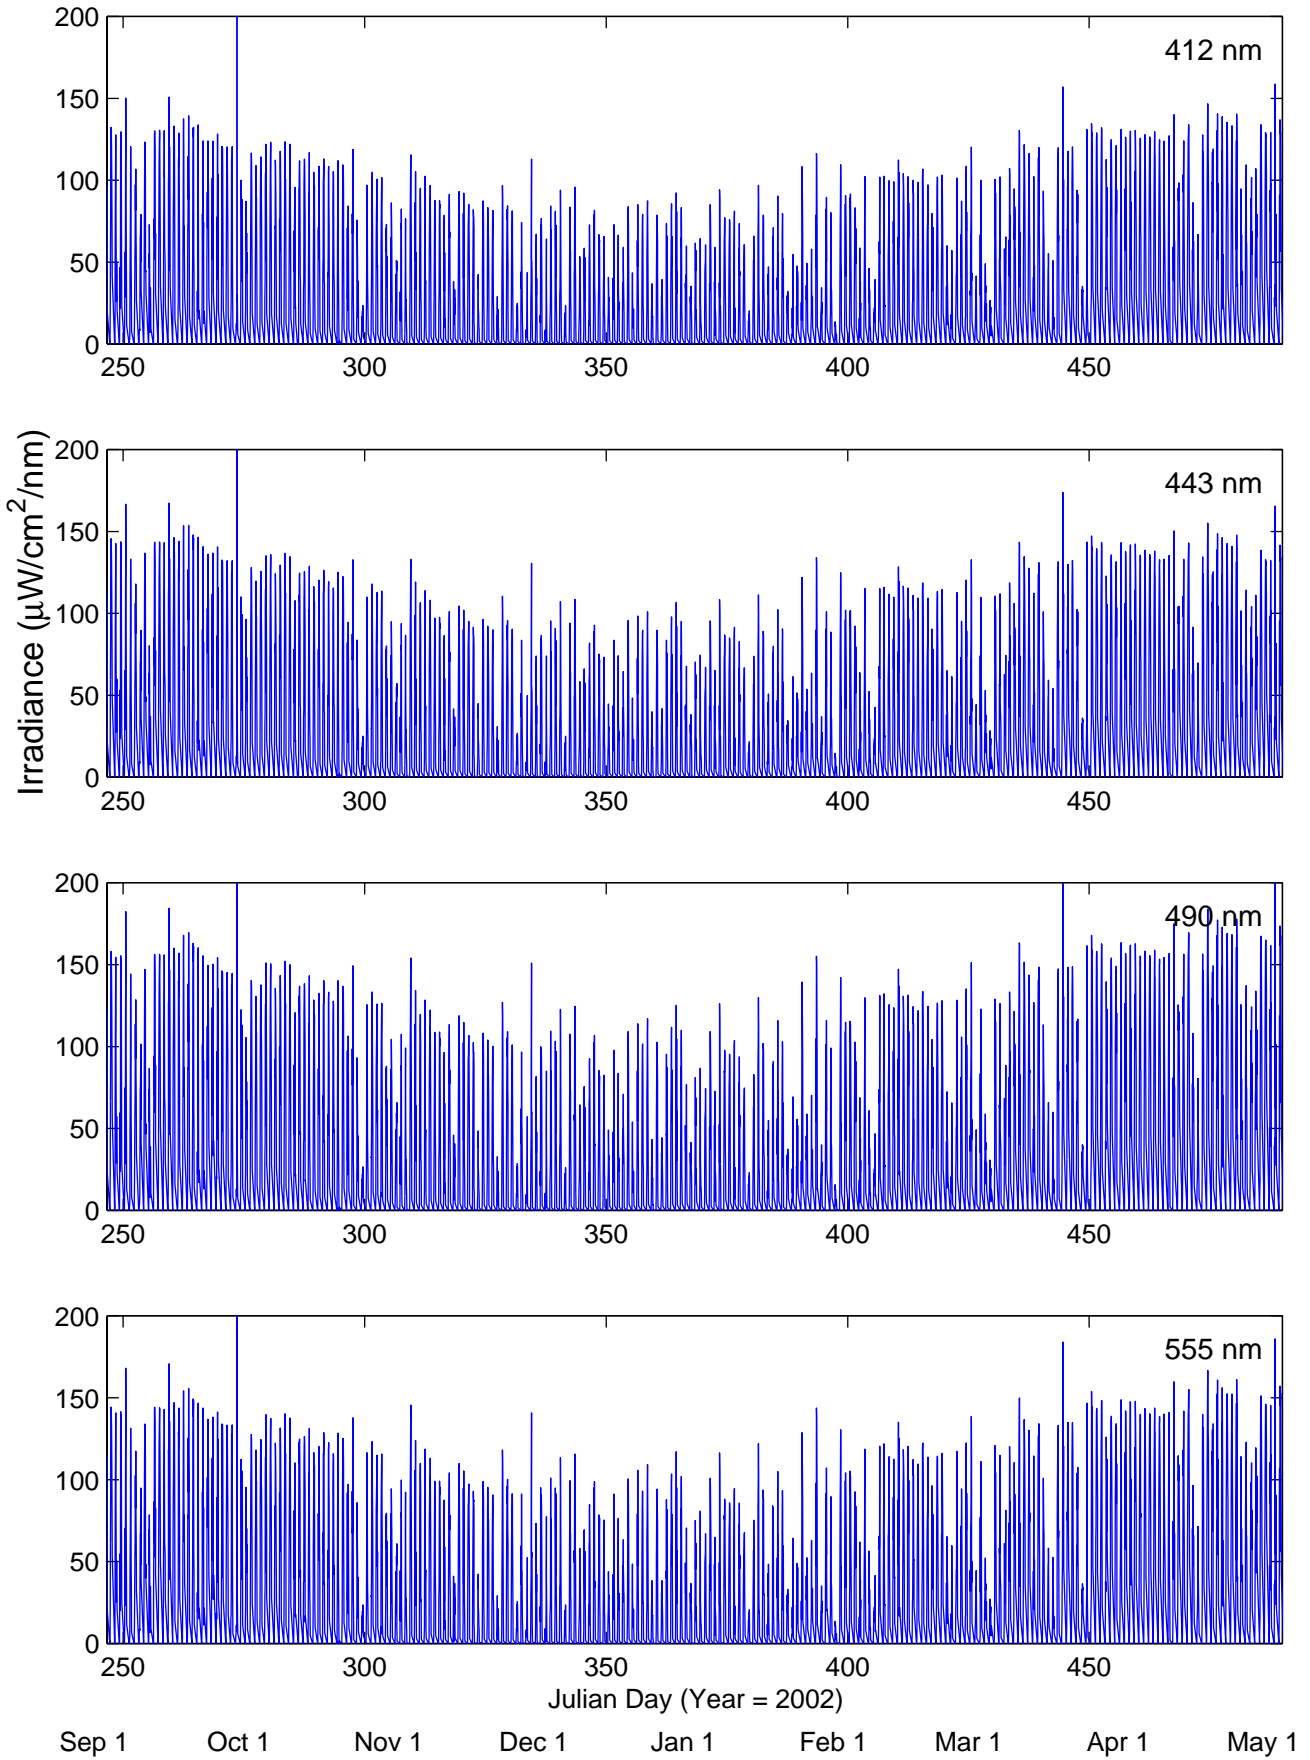 200
412 nm
150
100
50
0
250 300 350 400 450
Irradiance (μW/cm²/nm)
200
443 nm
150
100
50
0
250 300 350 400 450
200
490 nm
150
100
50
0
250 300 350 400 450
200
555 nm
150
100
50
0
250 300 350 400 450
Julian Day (Year = 2002)
Sep 1 Oct 1 Nov 1 Dec 1 Jan 1 Feb 1 Mar 1 Apr 1 May 1